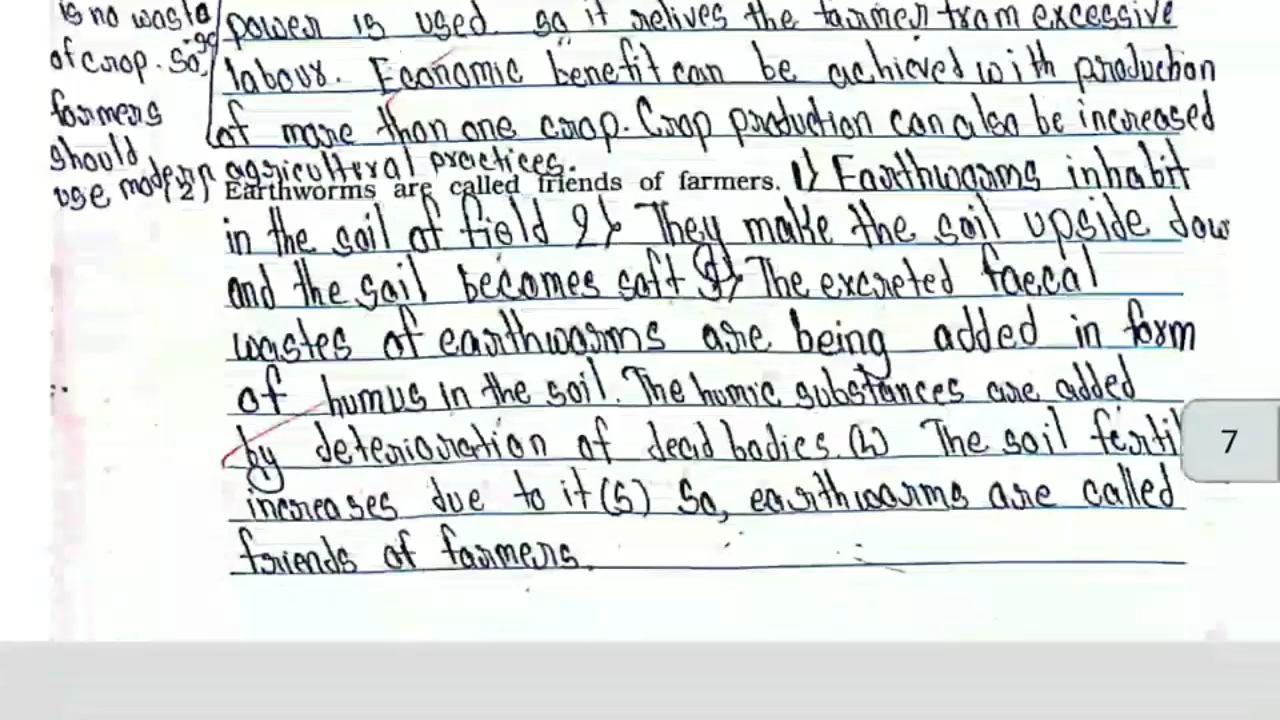 is no waste
of crop. So,
farmers
should
use modern
power is used. so it relives the farmer from excessive
labour. Economic benefit can be achieved with production
of more than one crop. Crop production can also be increased
agricultural practices.
2) Earthworms are called friends of farmers. 1) Earthworms inhabit
in the soil of field 2) They make the soil upside dow
and the soil becomes soft 3) The excreted faecal
wastes of earthworms are being added in form
of humus in the soil. The humic substances are added
by deterioration of dead bodies. (4) The soil fertil
increases due to it (5) So, earthworms are called
friends of farmers.
7